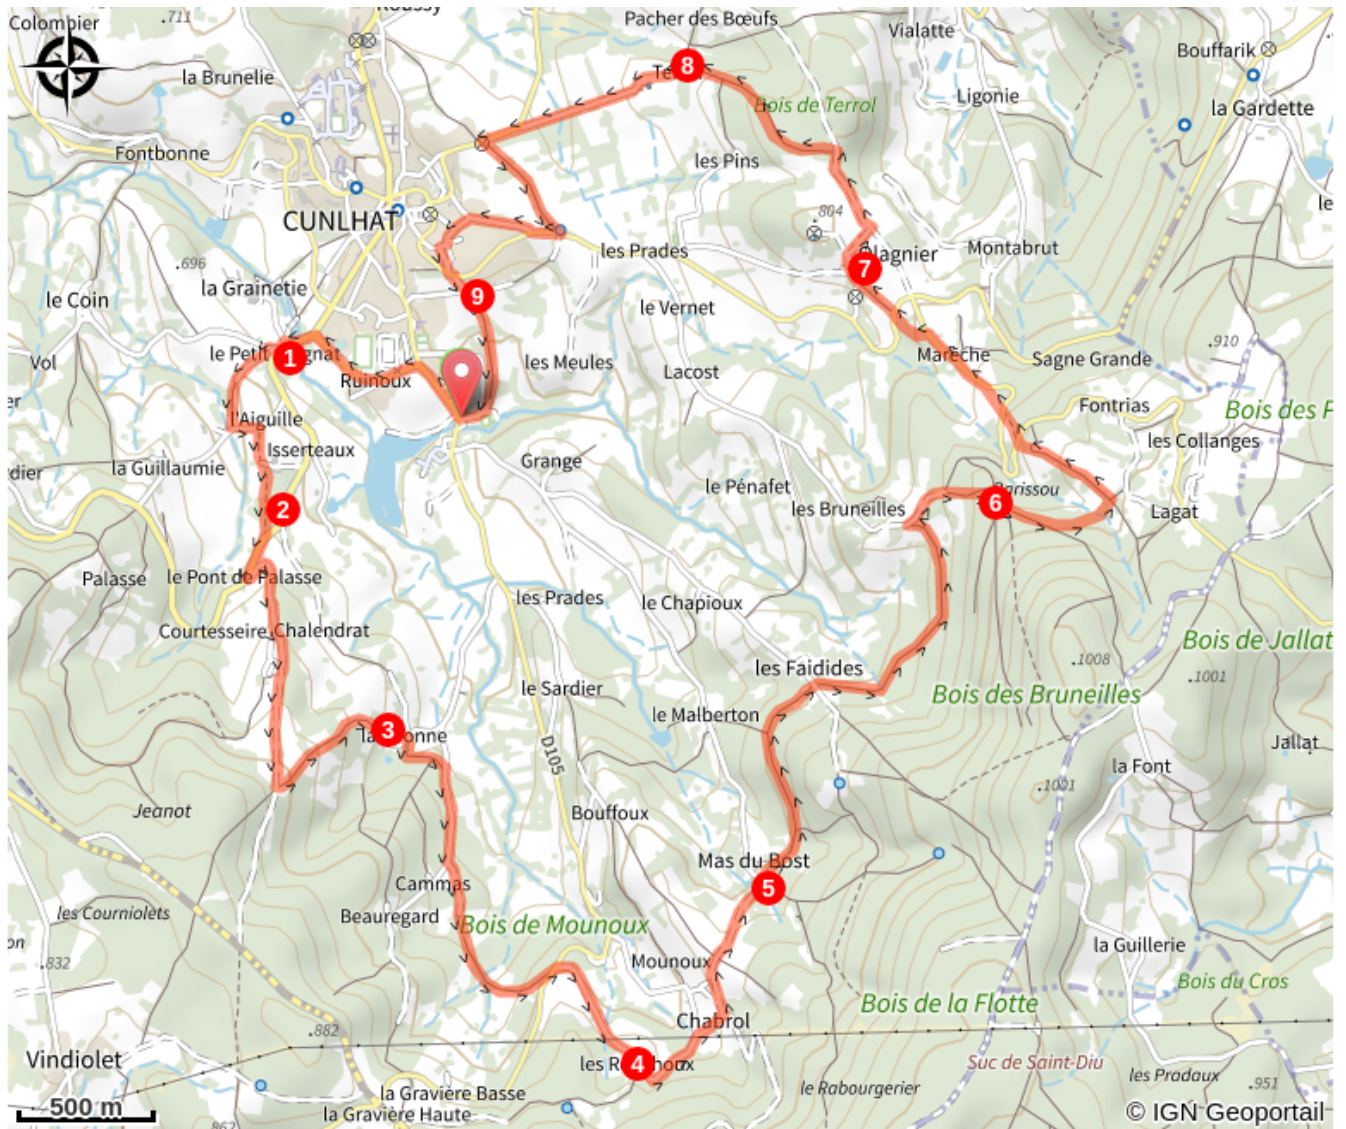 Colombier
.711
Roussy
Pacher des Bœufs
Vialatte
Bouffarik
la Brunelie
8
Bois de Terrol
Ligonie
la Gardette
Fontbonne
les Pins
CUNLHAT
804
les Prades
Montabrut
.696
la Grainetie
9
7
le Coin
le Vernet
Vol
1
Ruinoux
les Meules
Lacost
Marèche
Sagne Grande
.910
l'Aiguille
Isserteaux
Fontrias
les Collanges
la Guillaumie
Grange
le Pénafet
les Bruneilles
6
Lagat
2
Palasse
le Pont de Palasse
les Prades
le Chapioux
Courtesseire
Chalendrat
les Faidides
.1008
.1001
Bois des Bruneilles
Bois de Jallat
le Sardier
le Malberton
3
D105
Jallat
la Font
.1001
Jeanot
Bouffoux
Mas du Bost
5
Cammas
Beauregard
Bois de Mounoux
les Courniolets
.832
Mounoux
la Guillerie
Bois du Cros
Bois de la Flotte
Chabrol
.882
Vindiolet
4
Suc de Saint-Diu
les Pradaux
.951
le Rabourgerier
la Gravière Basse
la Gravière Haute
500 m
© IGN Geoportail